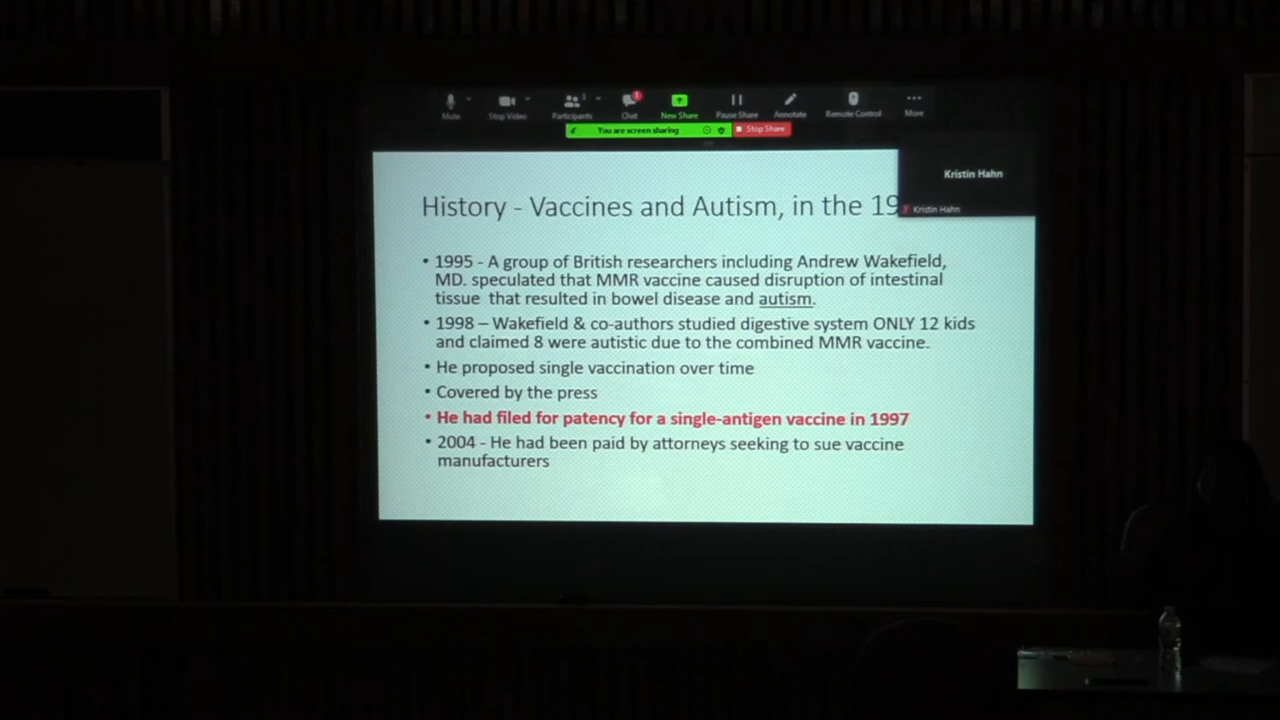 Mute
Stop Video
Participants
1
Chat
1
New Share
Pause Share
Annotate
Remote Control
More
You are screen sharing
Stop Share
Kristin Hahn
Kristin Hahn
History - Vaccines and Autism, in the 19
• 1995 - A group of British researchers including Andrew Wakefield,
MD. speculated that MMR vaccine caused disruption of intestinal
tissue that resulted in bowel disease and autism.
• 1998 – Wakefield & co-authors studied digestive system ONLY 12 kids
and claimed 8 were autistic due to the combined MMR vaccine.
• He proposed single vaccination over time
• Covered by the press
• He had filed for patency for a single-antigen vaccine in 1997
• 2004 - He had been paid by attorneys seeking to sue vaccine
manufacturers